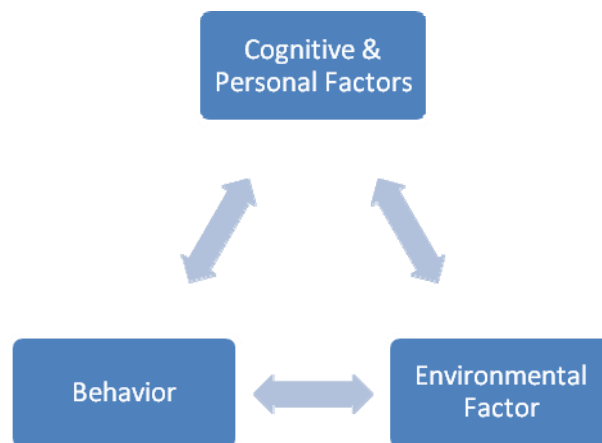 Cognitive &
Personal Factors
Behavior
Environmental
Factor